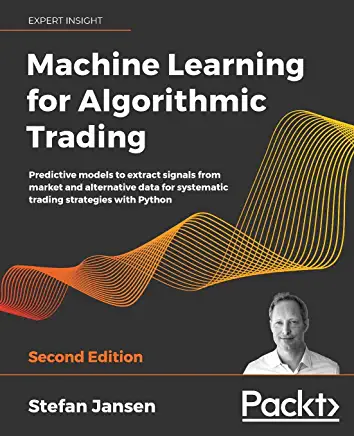 EXPERT INSIGHT
Machine Learning
for Algorithmic
Trading
Predictive models to extract signals from
market and alternative data for systematic
trading strategies with Python
Second Edition
Stefan Jansen
Packt>